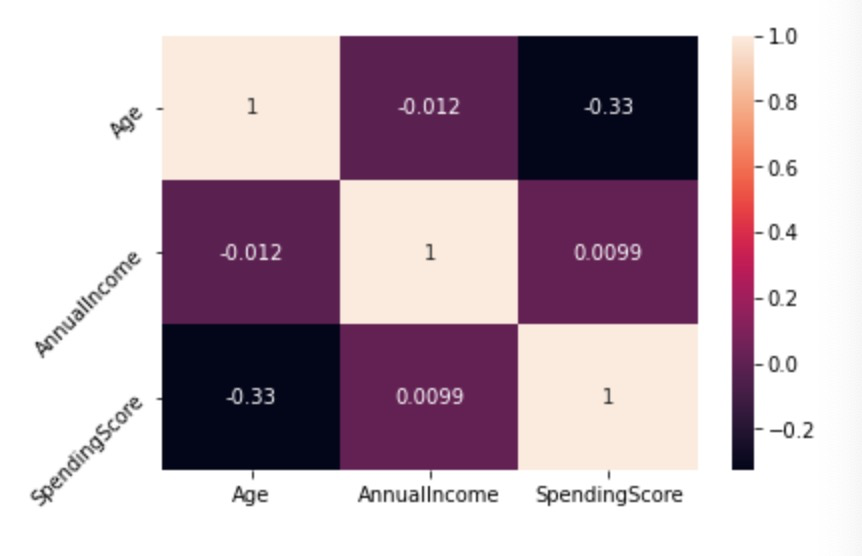 1.0
Age 1 -0.012 -0.33
0.8
0.6
AnnualIncome -0.012 1 0.0099
0.4
0.2
SpendingScore -0.33 0.0099 1
0.0
−0.2
Age AnnualIncome SpendingScore